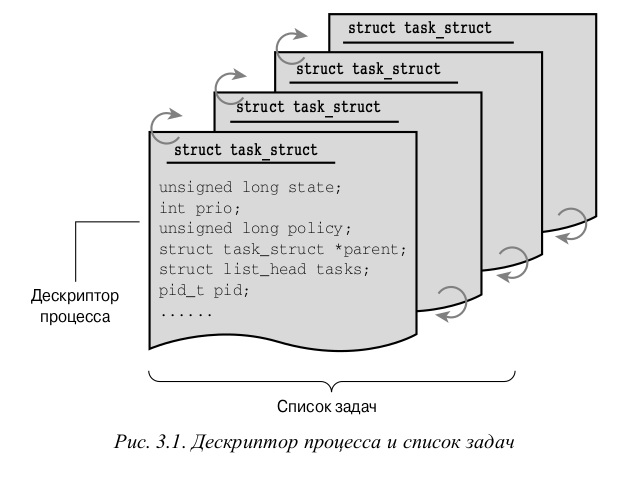 struct task_struct
struct task_struct
struct task_struct
struct task_struct
unsigned long state;
int prio;
unsigned long policy;
struct task_struct *parent;
struct list_head tasks;
pid_t pid;
......
Дескриптор
процесса
Список задач
Рис. 3.1. Дескриптор процесса и список задач